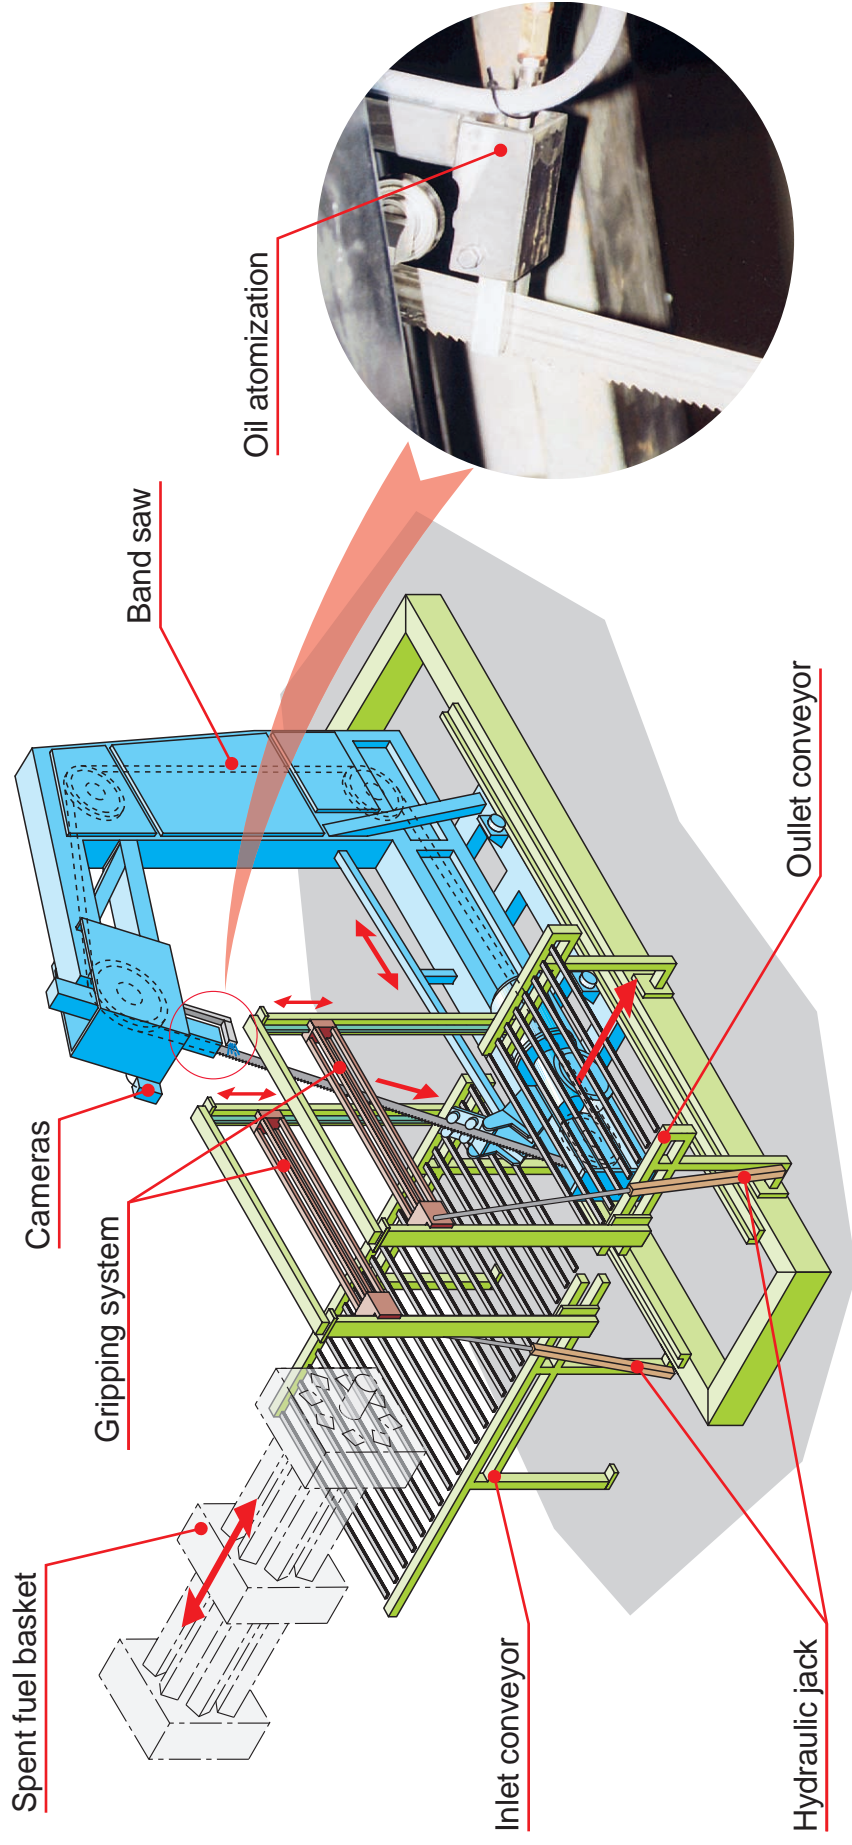 Spent fuel basket
Gripping system
Cameras
Band saw
Oil atomization
Inlet conveyor
Hydraulic jack
Oullet conveyor